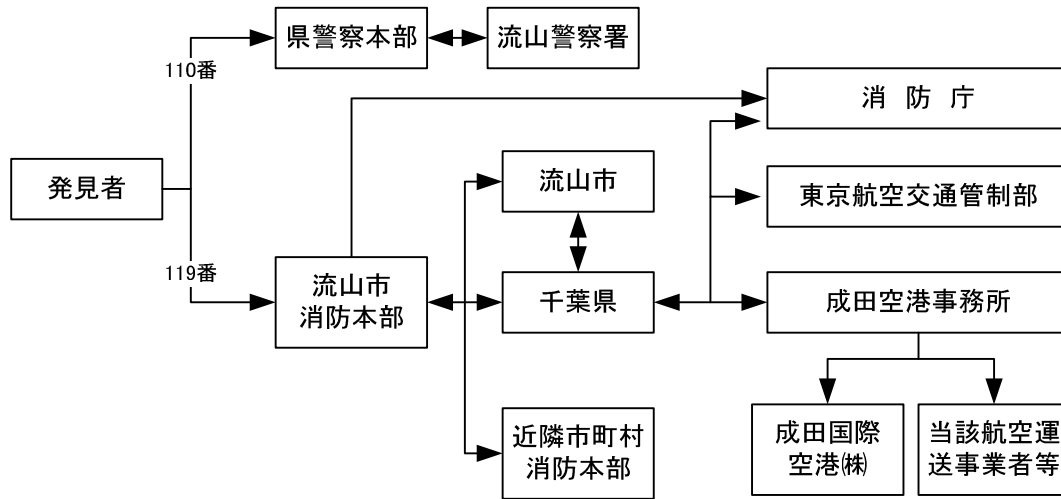 県警察本部
流山警察署
110番
消 防 庁
発見者
流山市
東京航空交通管制部
119番
流山市
消防本部
千葉県
成田空港事務所
近隣市町村
消防本部
成田国際
空港㈱
当該航空運
送事業者等